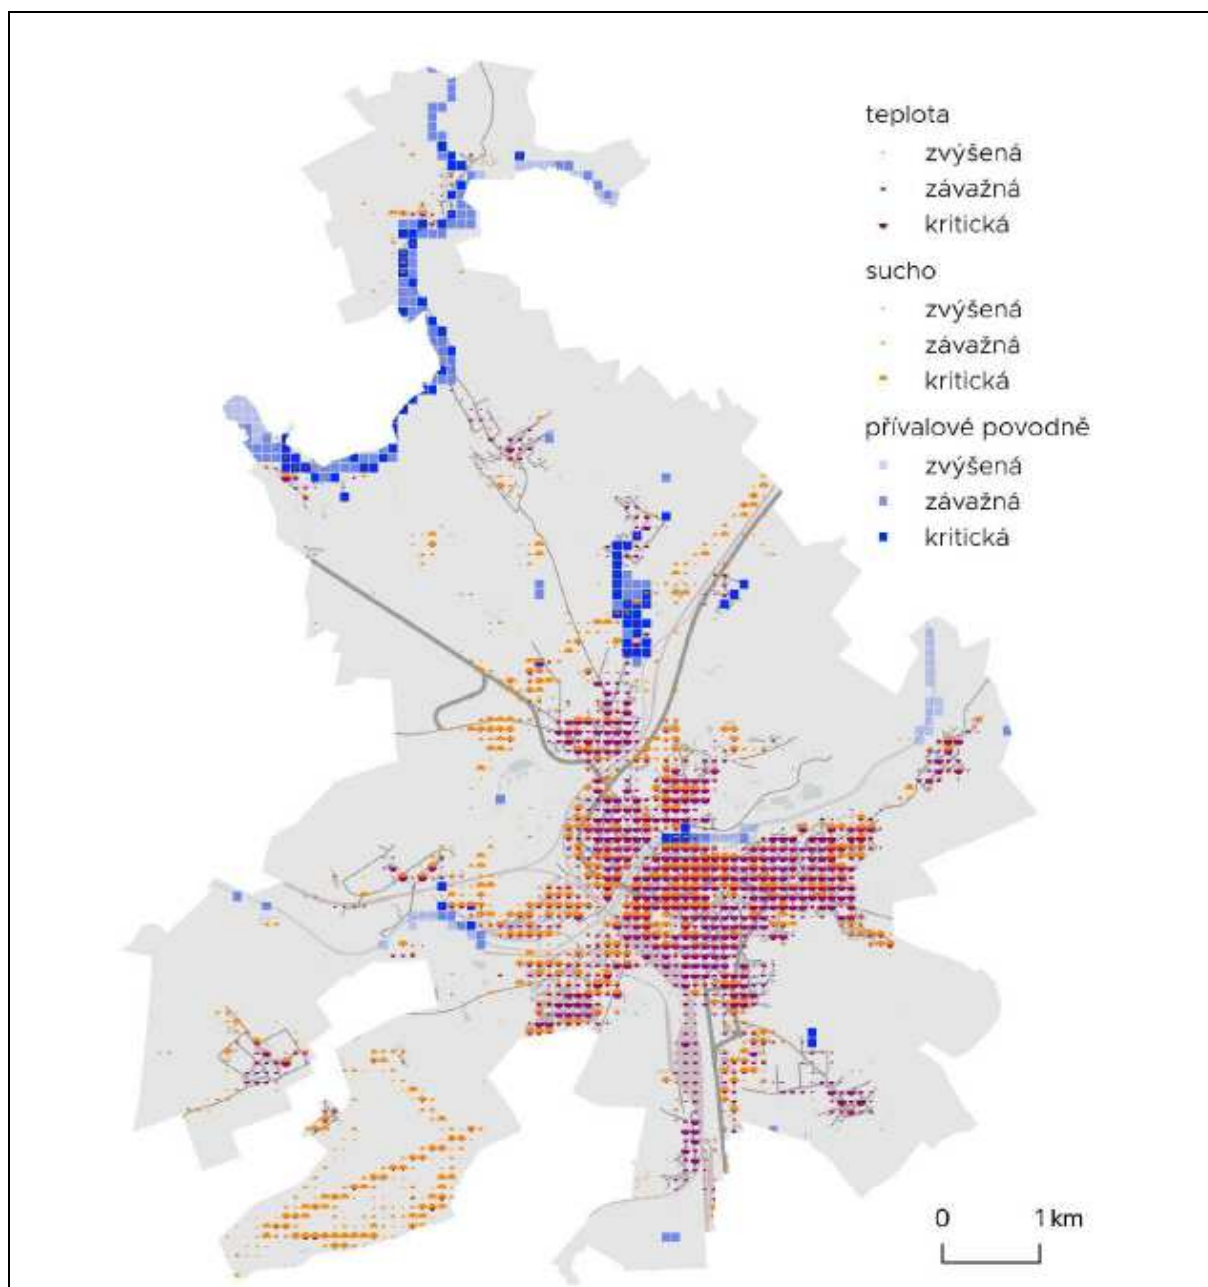 teplota
zvýšená
závažná
kritická
sucho
zvýšená
závažná
kritická
přívalové povodně
zvýšená
závažná
kritická
0 1 km